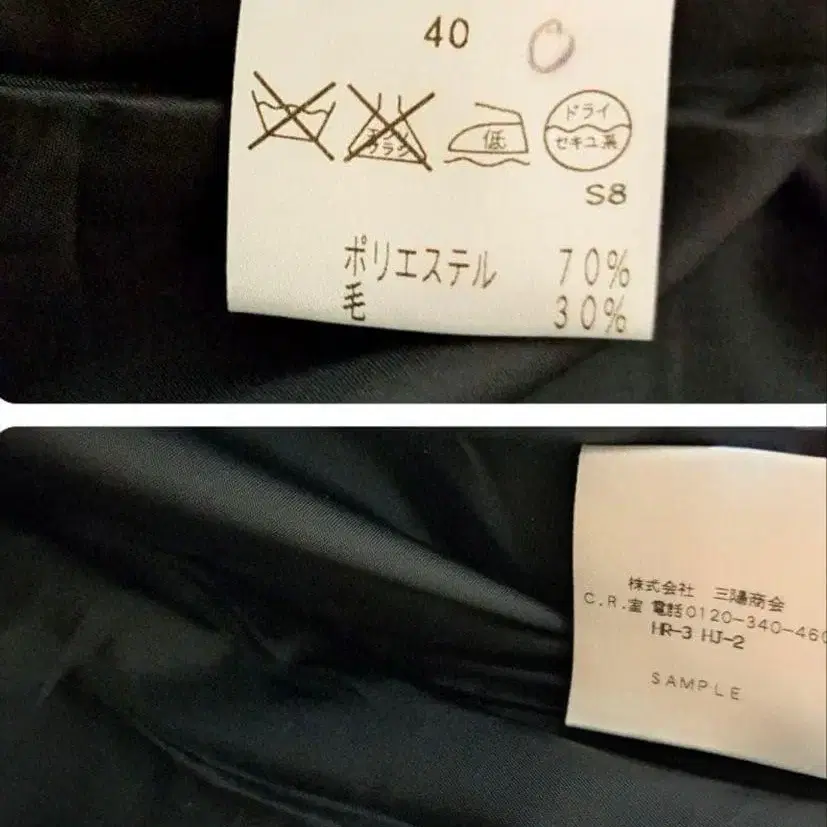 40
低
ドライ
セキユ系
S8
ポリエステル 70%
毛 30%
株式会社 三陽商会
C.R.室 電話0120-340-460
HR-3 HJ-2
SAMPLE